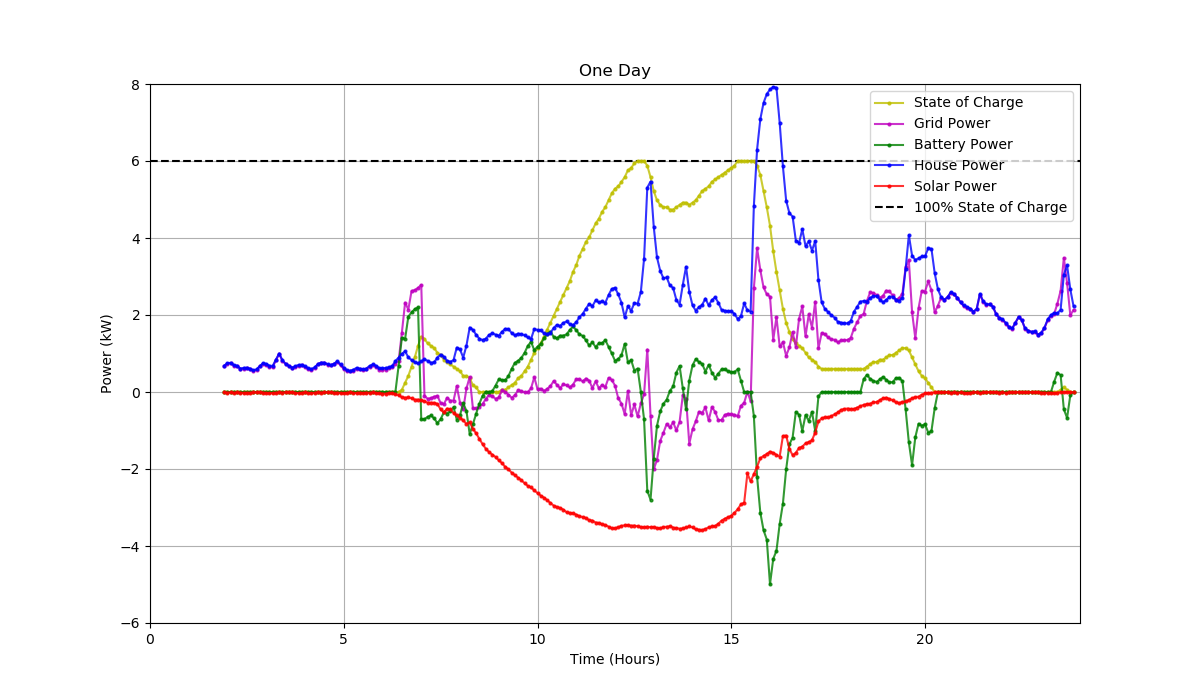 One Day
8
6
4
2
0
−2
−4
−6
Power (kW)
0 5 10 15 20
Time (Hours)
State of Charge
Grid Power
Battery Power
House Power
Solar Power
100% State of Charge